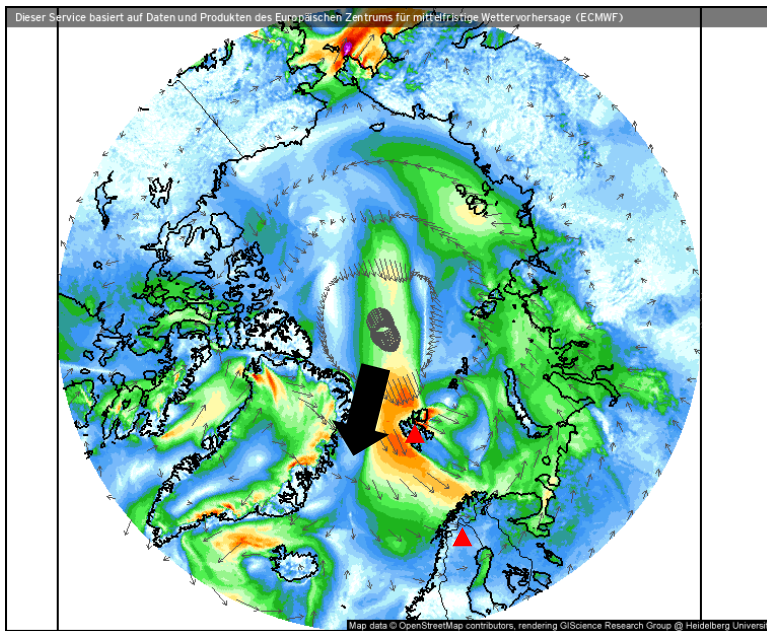 Dieser Service basiert auf Daten und Produkten des Europäischen Zentrums für mittelfristige Wettervorhersage (ECMWF)
Map data © OpenStreetMap contributors, rendering GIScience Research Group @ Heidelberg Universit